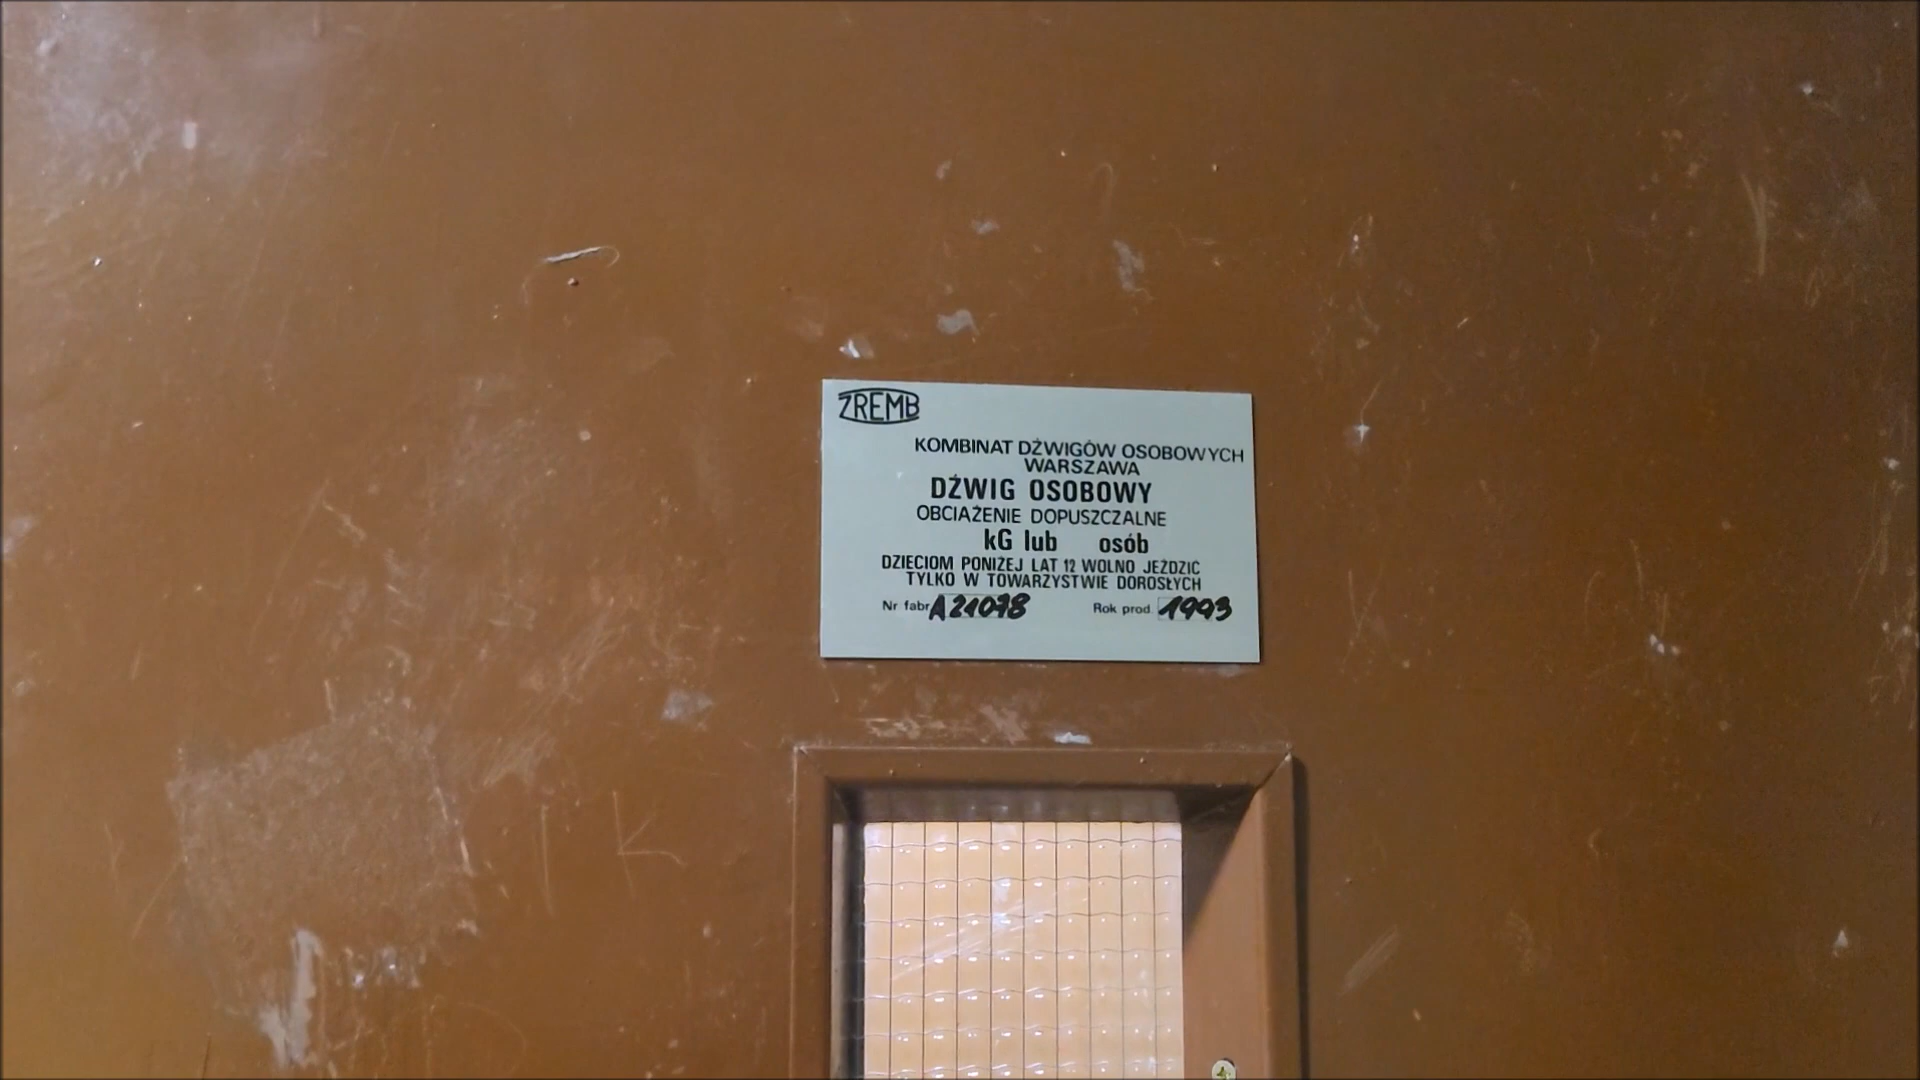 ZREMB
KOMBINAT DŹWIGÓW OSOBOWYCH
WARSZAWA
DŹWIG OSOBOWY
OBCIĄŻENIE DOPUSZCZALNE
kG lub osób
DZIECIOM PONIŻEJ LAT 12 WOLNO JEŹDZIC
TYLKO W TOWARZYSTWIE DOROSŁYCH
Nr fabr A21078 Rok prod. 1993